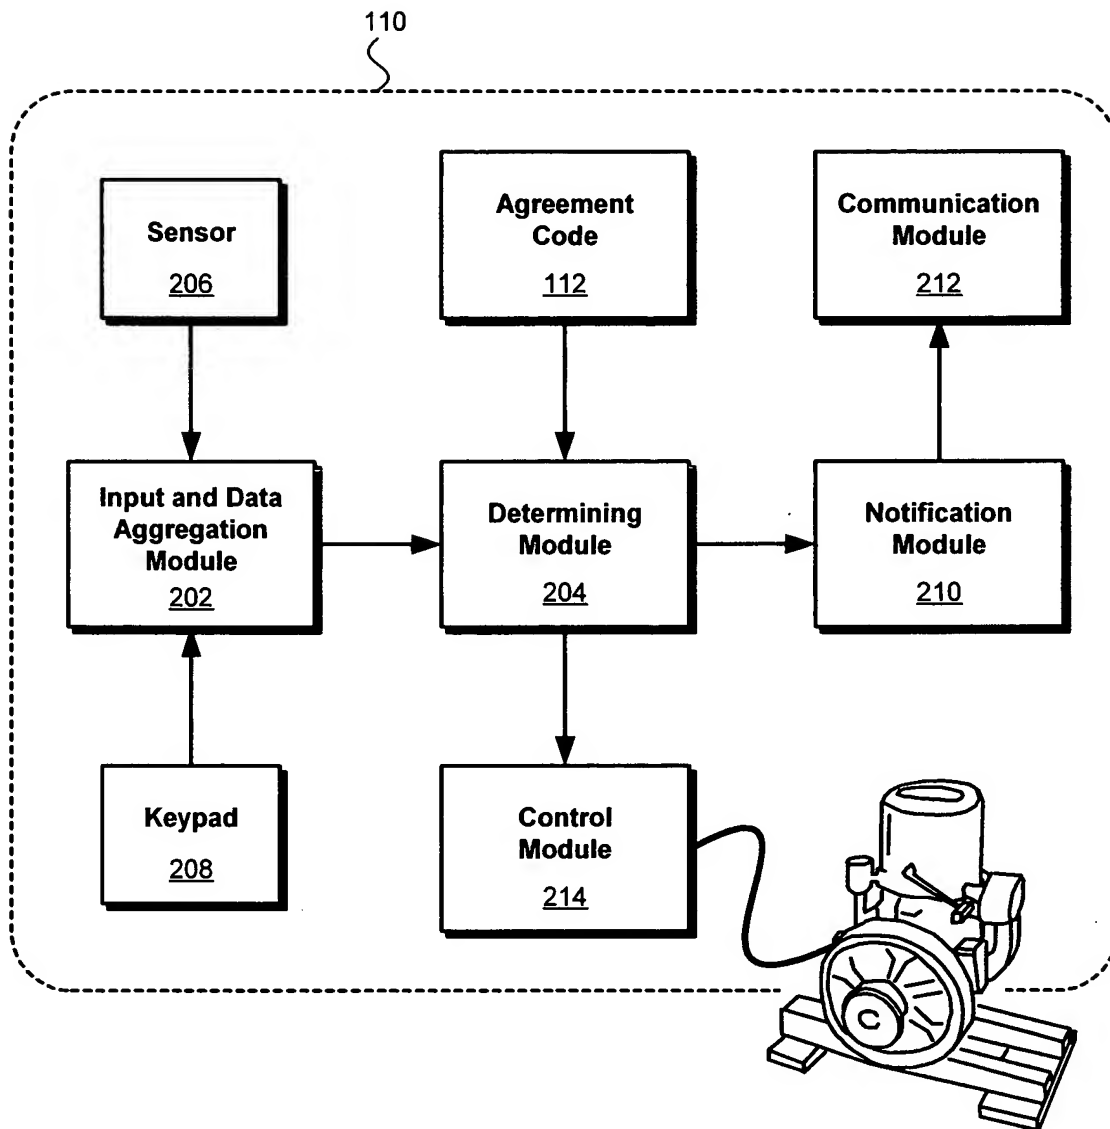 110
Sensor
206
Agreement
Code
112
Communication
Module
212
Input and Data
Aggregation
Module
202
Determining
Module
204
Notification
Module
210
Keypad
208
Control
Module
214